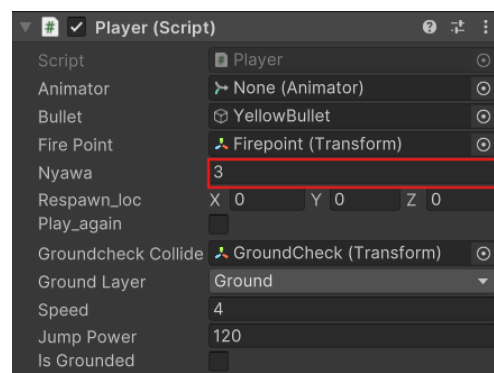 # Player (Script)
Script # Player
Animator None (Animator)
Bullet YellowBullet
Fire Point Firepoint (Transform)
Nyawa 3
Respawn_loc X 0 Y 0 Z 0
Play_again
Groundcheck Collide GroundCheck (Transform)
Ground Layer Ground
Speed 4
Jump Power 120
Is Grounded